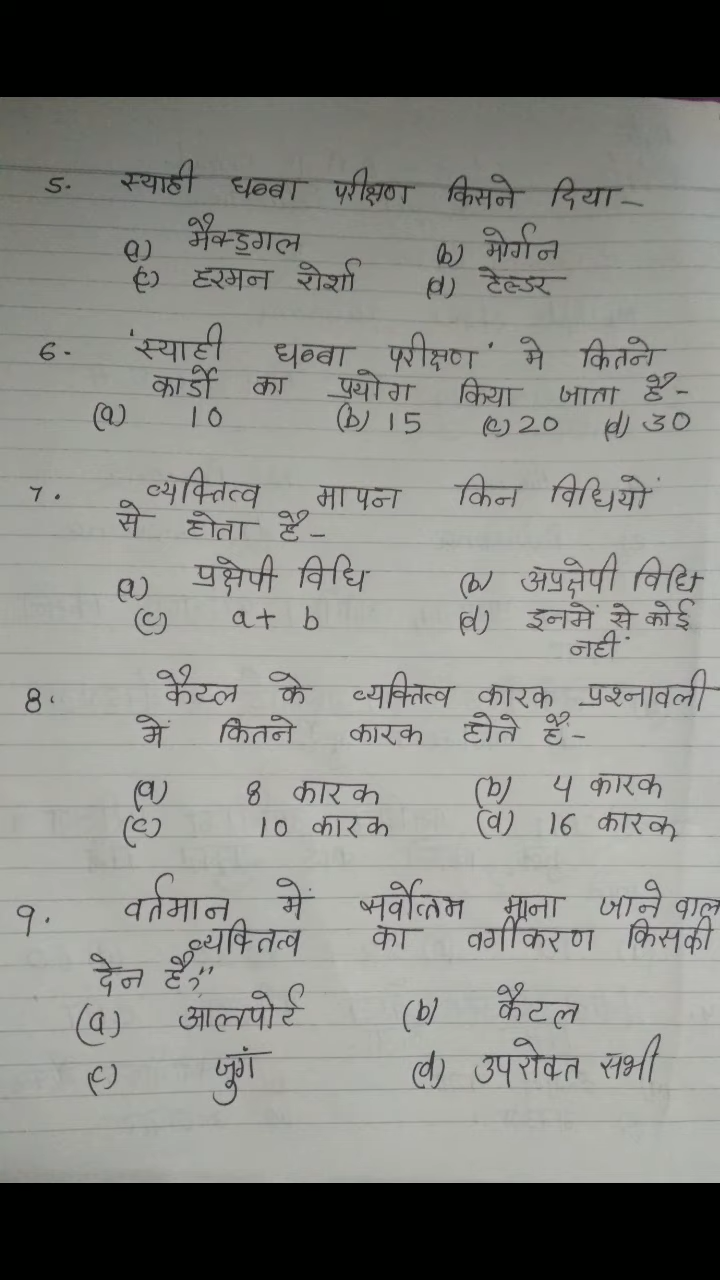 5. स्याही धब्बा परीक्षण किसने दिया -
(a) मैक्डूगल (b) मोर्गन
(c) हरमन रोर्शा (d) टेल्डर
6. 'स्याही धब्बा परीक्षण' मे कितने
कार्डो का प्रयोग किया जाता है -
(a) 10 (b) 15 (c) 20 (d) 30
7. व्यक्तित्व मापन किन विधियों
से होता है -
(a) प्रक्षेपी विधि (b) अप्रक्षेपी विधि
(c) a + b (d) इनमें से कोई
नहीं
8. कैटल के व्यक्तित्व कारक प्रश्नावली
में कितने कारक होते है -
(a) 8 कारक (b) 4 कारक
(c) 10 कारक (d) 16 कारक
9. वर्तमान में सर्वोत्तम माना जाने वाल
व्यक्तित्व का वर्गीकरण किसकी
देन है?"
(a) आलपोर्ट (b) कैटल
(c) जुगं (d) उपरोक्त सभी